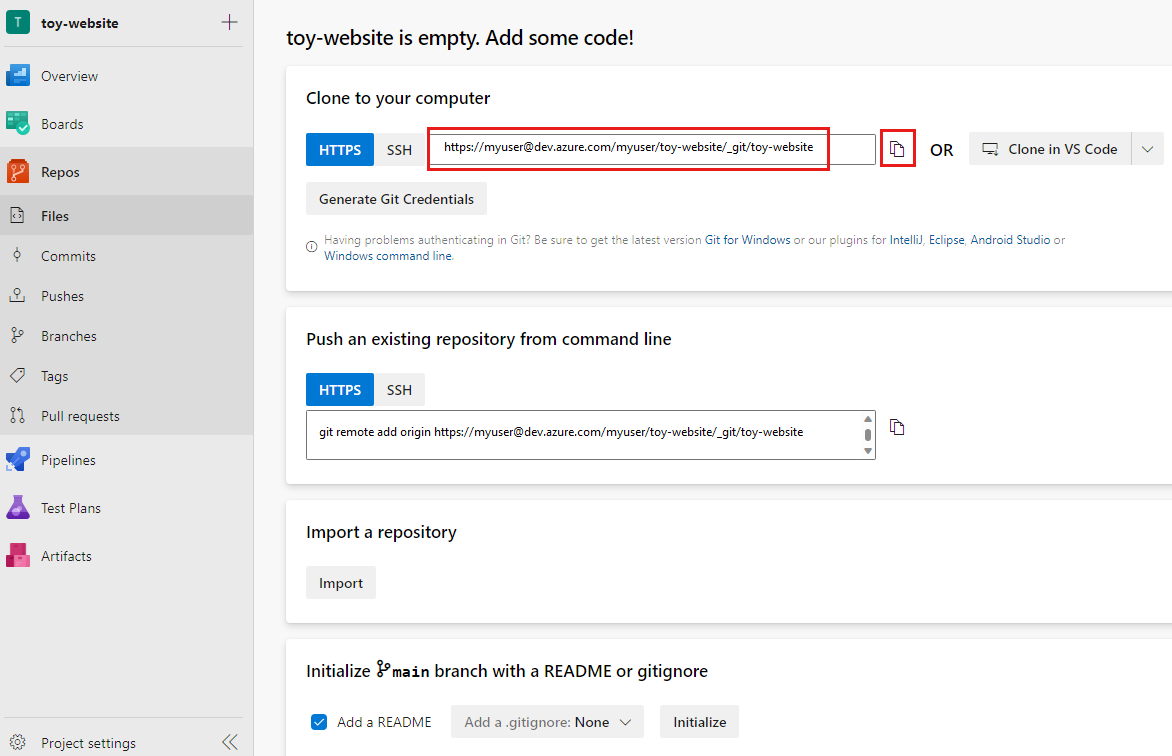 T toy-website
Overview
Boards
Repos
Files
Commits
Pushes
Branches
Tags
Pull requests
Pipelines
Test Plans
Artifacts
Project settings
toy-website is empty. Add some code!
Clone to your computer
HTTPS SSH https://myuser@dev.azure.com/myuser/toy-website/_git/toy-website OR Clone in VS Code
Generate Git Credentials
Having problems authenticating in Git? Be sure to get the latest version Git for Windows or our plugins for IntelliJ, Eclipse, Android Studio or
Windows command line.
Push an existing repository from command line
HTTPS SSH
git remote add origin https://myuser@dev.azure.com/myuser/toy-website/_git/toy-website
Import a repository
Import
Initialize main branch with a README or gitignore
Add a README Add a .gitignore: None Initialize